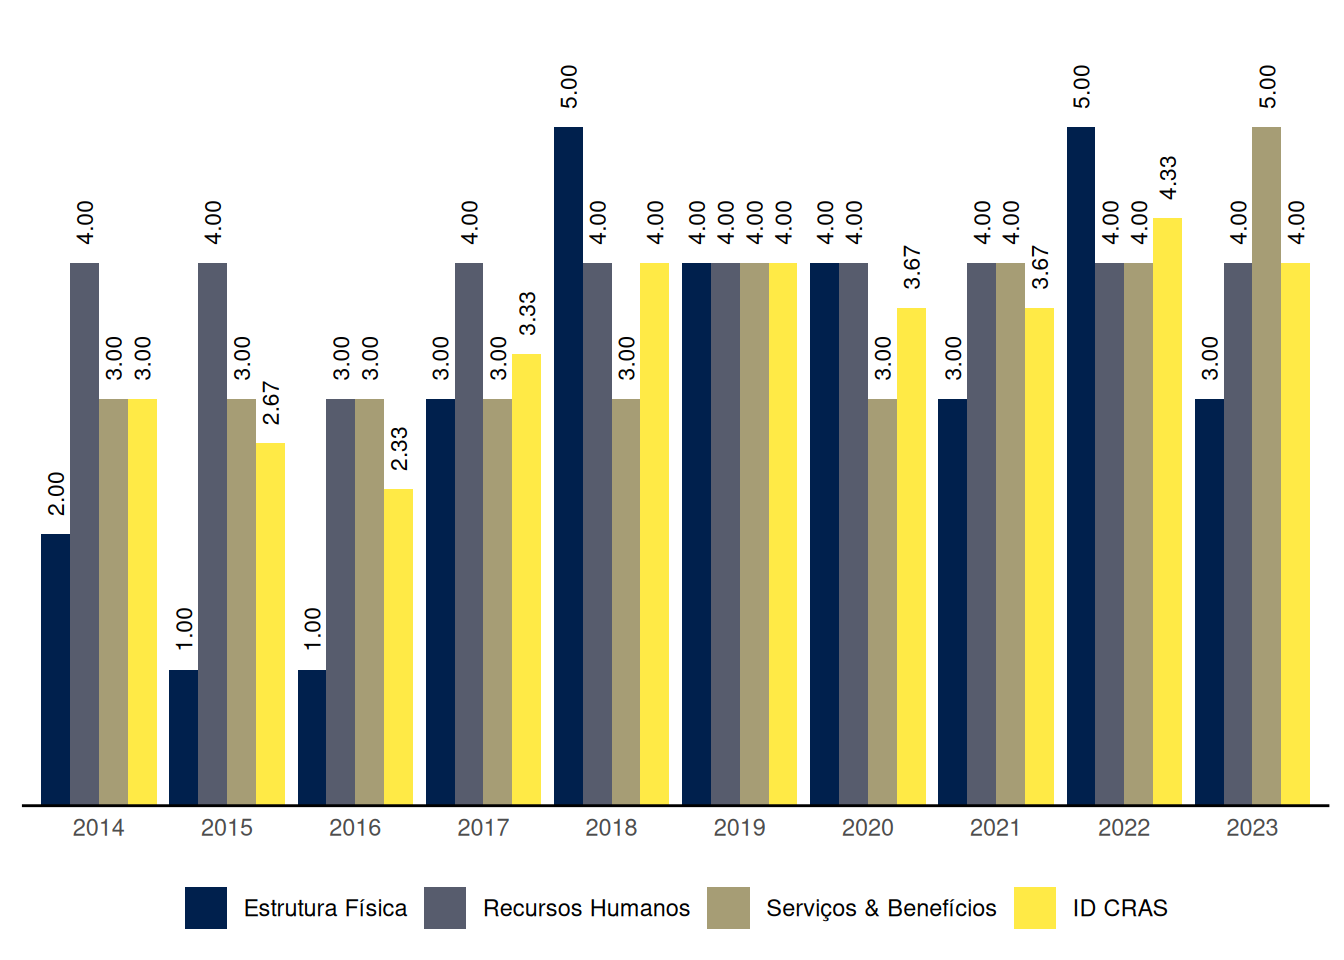 2.00 4.00 3.00 3.00 1.00 4.00 3.00 2.67 1.00 3.00 3.00 2.33 3.00 4.00 3.00 3.33 5.00 4.00 3.00 4.00 4.00 4.00 4.00 4.00 4.00 4.00 3.00 3.67 3.00 4.00 4.00 3.67 5.00 4.00 4.00 4.33 3.00 4.00 5.00 4.00
2014 2015 2016 2017 2018 2019 2020 2021 2022 2023
Estrutura Física Recursos Humanos Serviços & Benefícios ID CRAS